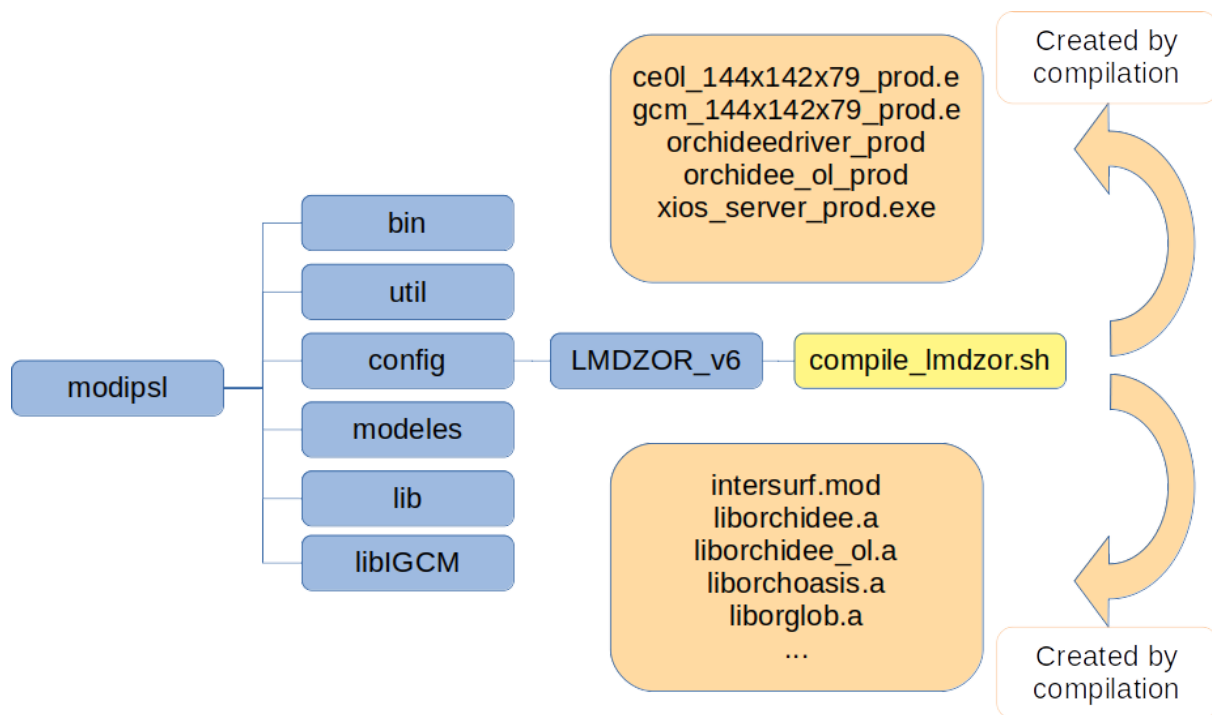 Created by
compilation
ce0l_144x142x79_prod.e
gcm_144x142x79_prod.e
orchideedriver_prod
orchidee_ol_prod
xios_server_prod.exe
bin
util
modipsl
config
LMDZOR_v6
compile_lmdzor.sh
modeles
lib
libIGCM
intersurf.mod
liborchidee.a
liborchidee_ol.a
liborchoasis.a
liborglob.a
...
Created by
compilation